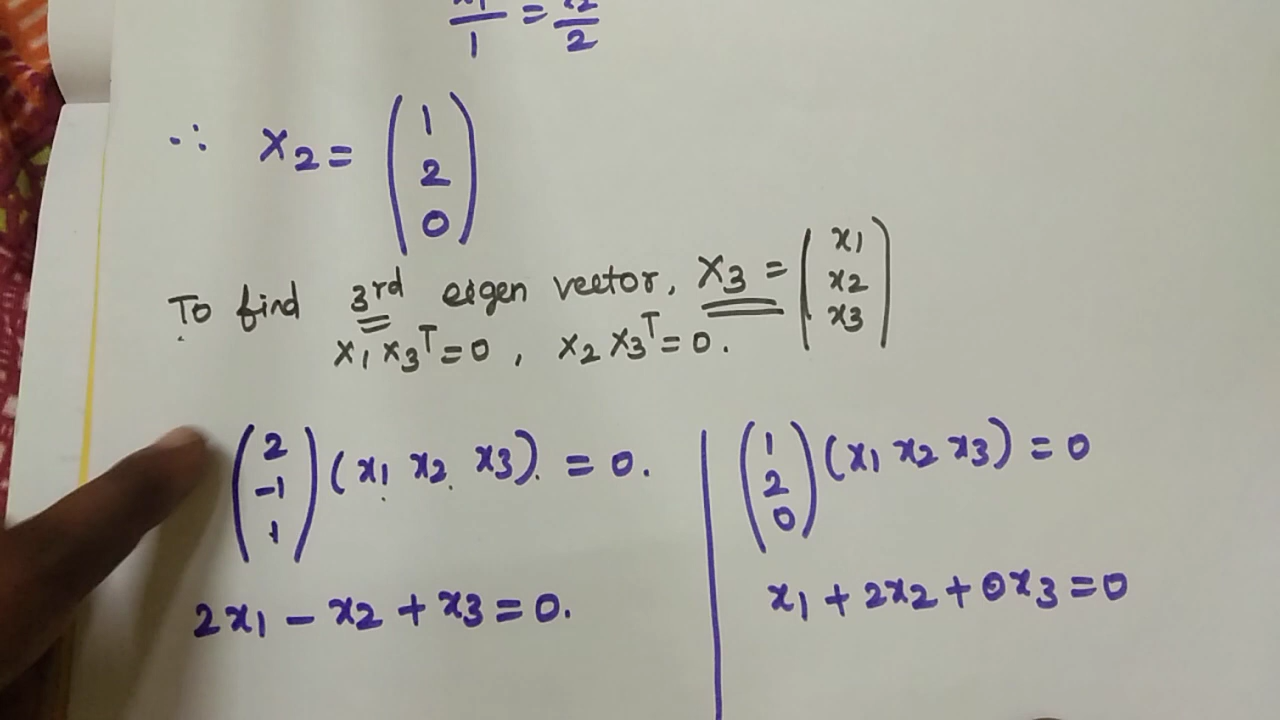 1 = 2
∴ X2 = (1 2 0)
To find 3rd eigen vector, X3 = (x1 x2 x3)
X1 X3ᵀ = 0 , X2 X3ᵀ = 0.
(2 -1 1) (x1 x2 x3) = 0.
2x1 - x2 + x3 = 0.
(1 2 0) (x1 x2 x3) = 0
x1 + 2x2 + 0x3 = 0